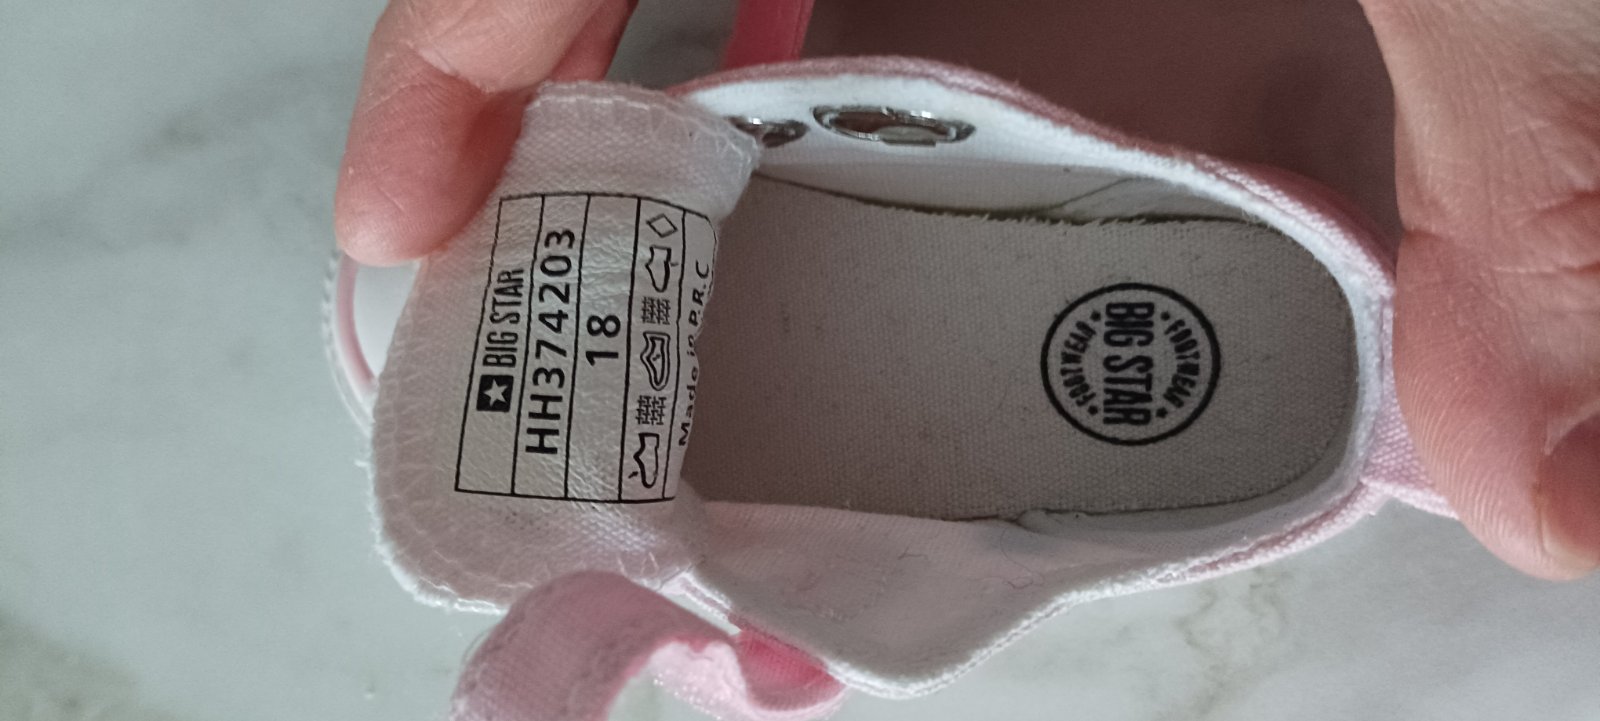 BIG STAR
HH374203
18
Made in P.R.C
FOOTWEAR
BIG STAR
FOOTWEAR